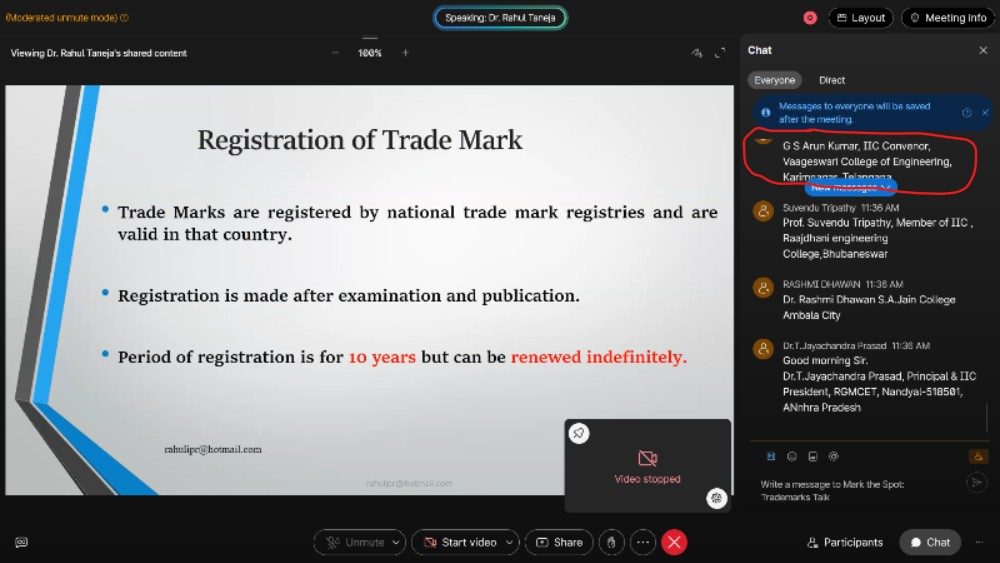 (Moderated unmute mode)
Speaking: Dr. Rahul Taneja
Layout
Meeting info
Viewing Dr. Rahul Taneja's shared content
− 100% +
Registration of Trade Mark
• Trade Marks are registered by national trade mark registries and are
valid in that country.
• Registration is made after examination and publication.
• Period of registration is for 10 years but can be renewed indefinitely.
rahulipr@hotmail.com
rahulipr@hotmail.com
Video stopped
Chat
Everyone
Direct
Messages to everyone will be saved
after the meeting.
G S Arun Kumar, IIC Convenor,
Vaageswari College of Engineering,
Karimnagar, Telangana
New messages
Suvendu Tripathy 11:36 AM
Prof. Suvendu Tripathy, Member of IIC ,
Raajdhani engineering
College,Bhubaneswar
RASHMI DHAWAN 11:36 AM
Dr. Rashmi Dhawan S.A.Jain College
Ambala City
Dr.T.Jayachandra Prasad 11:36 AM
Good morning Sir.
Dr.T.Jayachandra Prasad, Principal & IIC
President, RGMCET, Nandyal-518501,
ANnhra Pradesh
Write a message to Mark the Spot:
Trademarks Talk
Unmute
Start video
Share
Participants
Chat